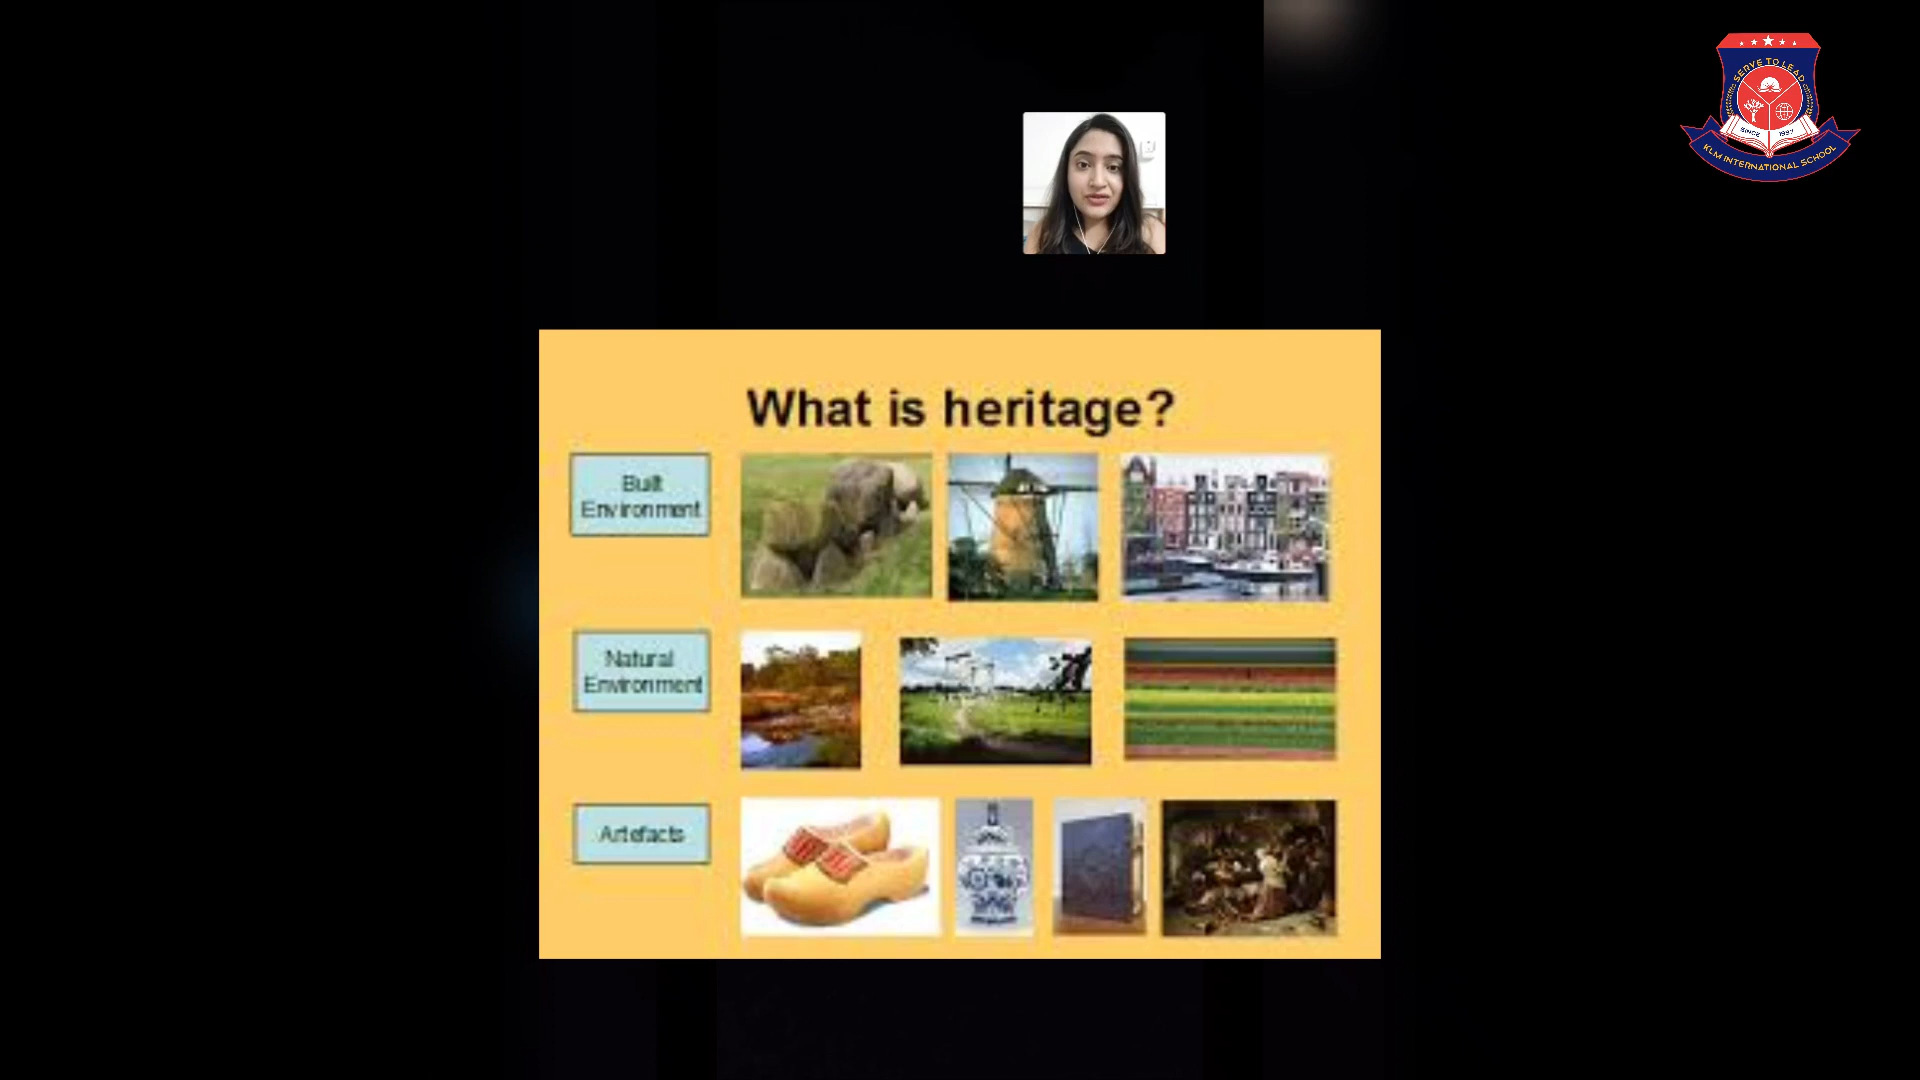 SERVE TO LEAD
SINCE 1997
KLM INTERNATIONAL SCHOOL
What is heritage?
Built
Environment
Natural
Environment
Artefacts